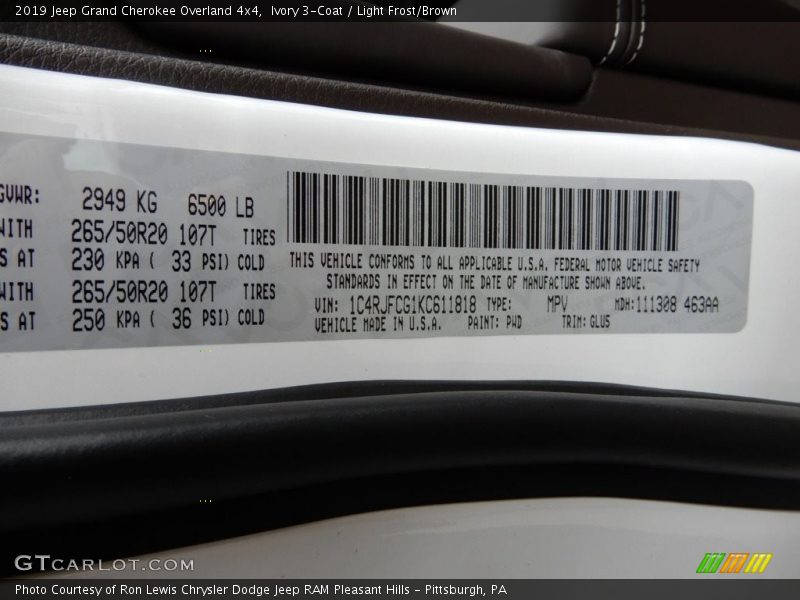 2019 Jeep Grand Cherokee Overland 4x4, Ivory 3-Coat / Light Frost/Brown
GVWR: 2949 KG 6500 LB
WITH 265/50R20 107T TIRES
S AT 230 KPA ( 33 PSI) COLD
WITH 265/50R20 107T TIRES
S AT 250 KPA ( 36 PSI) COLD
THIS VEHICLE CONFORMS TO ALL APPLICABLE U.S.A. FEDERAL MOTOR VEHICLE SAFETY
STANDARDS IN EFFECT ON THE DATE OF MANUFACTURE SHOWN ABOVE.
VIN: 1C4RJFCG1KC611818 TYPE: MPV MDH:111308 463AA
VEHICLE MADE IN U.S.A. PAINT: PWD TRIM: GLU5
GTCARLOT.COM
Photo Courtesy of Ron Lewis Chrysler Dodge Jeep RAM Pleasant Hills - Pittsburgh, PA